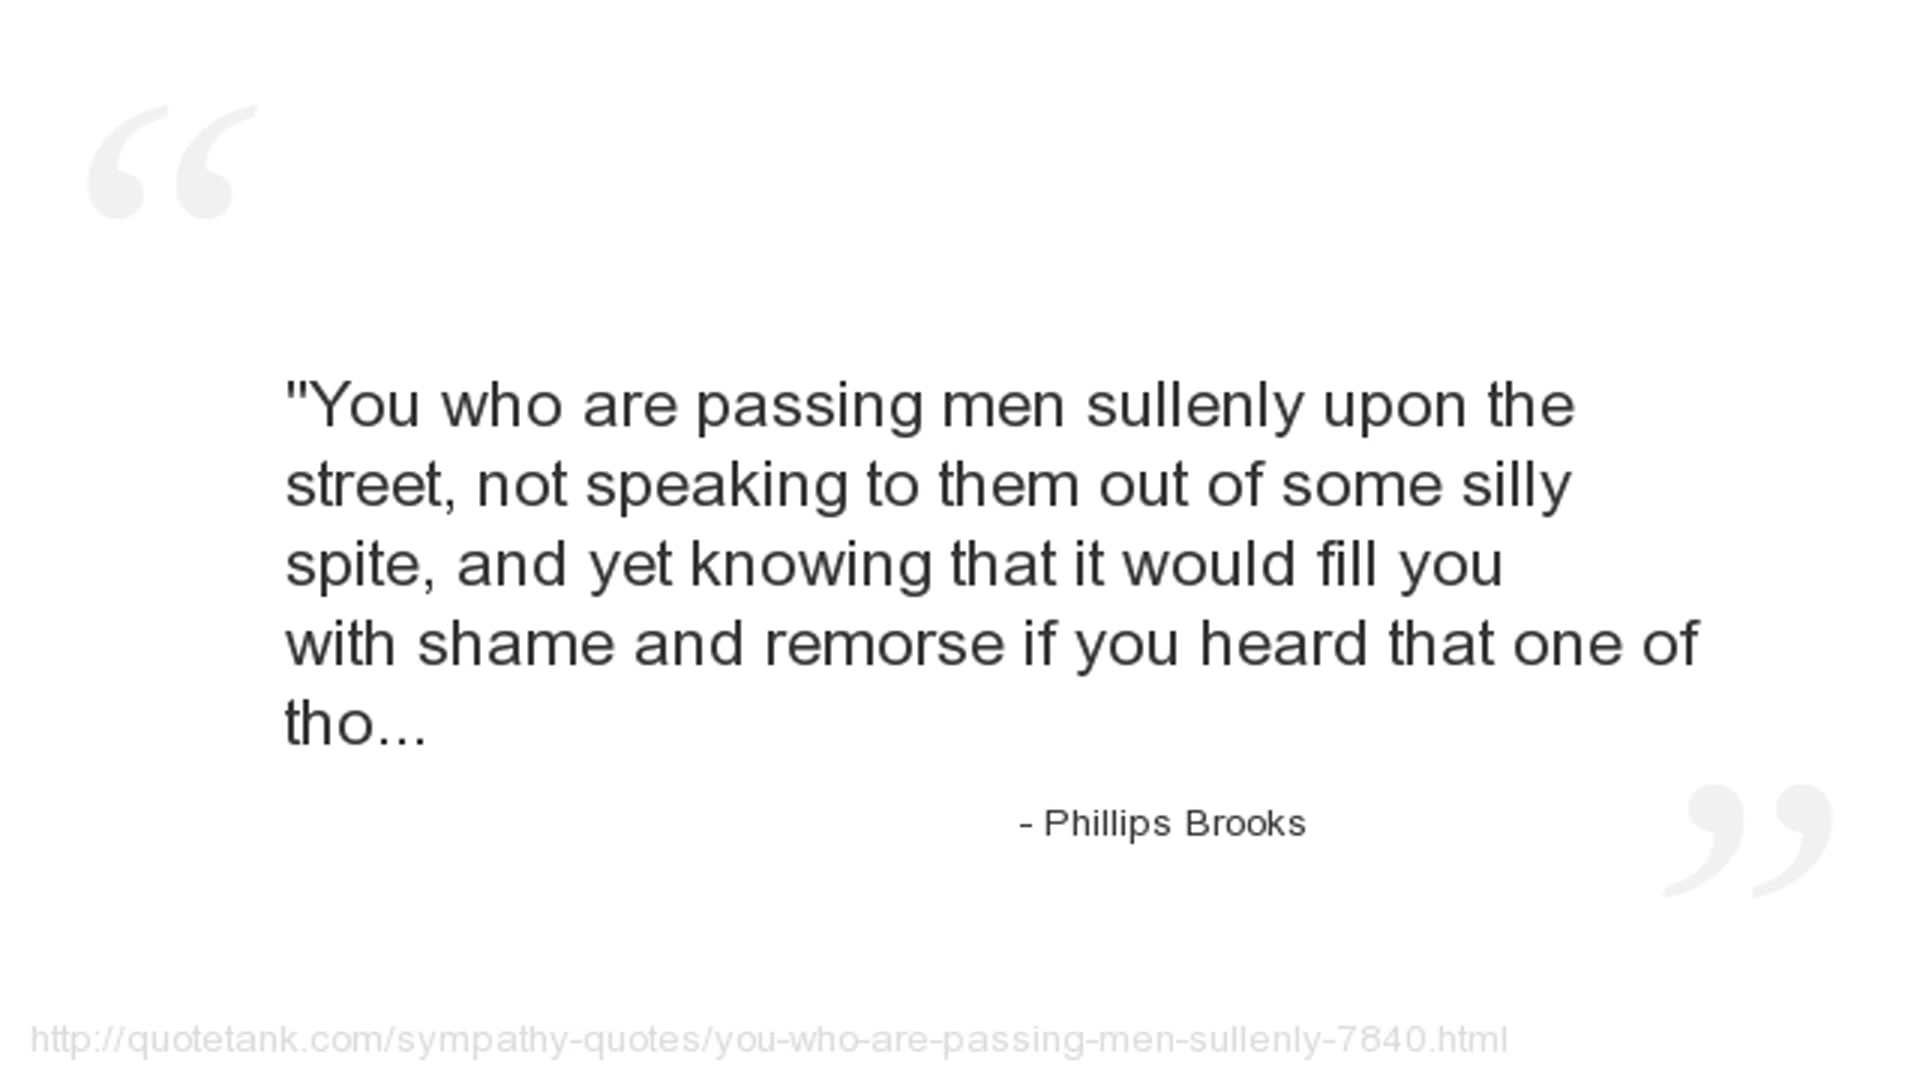 "You who are passing men sullenly upon the
street, not speaking to them out of some silly
spite, and yet knowing that it would fill you
with shame and remorse if you heard that one of
tho...
- Phillips Brooks
http://quotetank.com/sympathy-quotes/you-who-are-passing-men-sullenly-7840.html